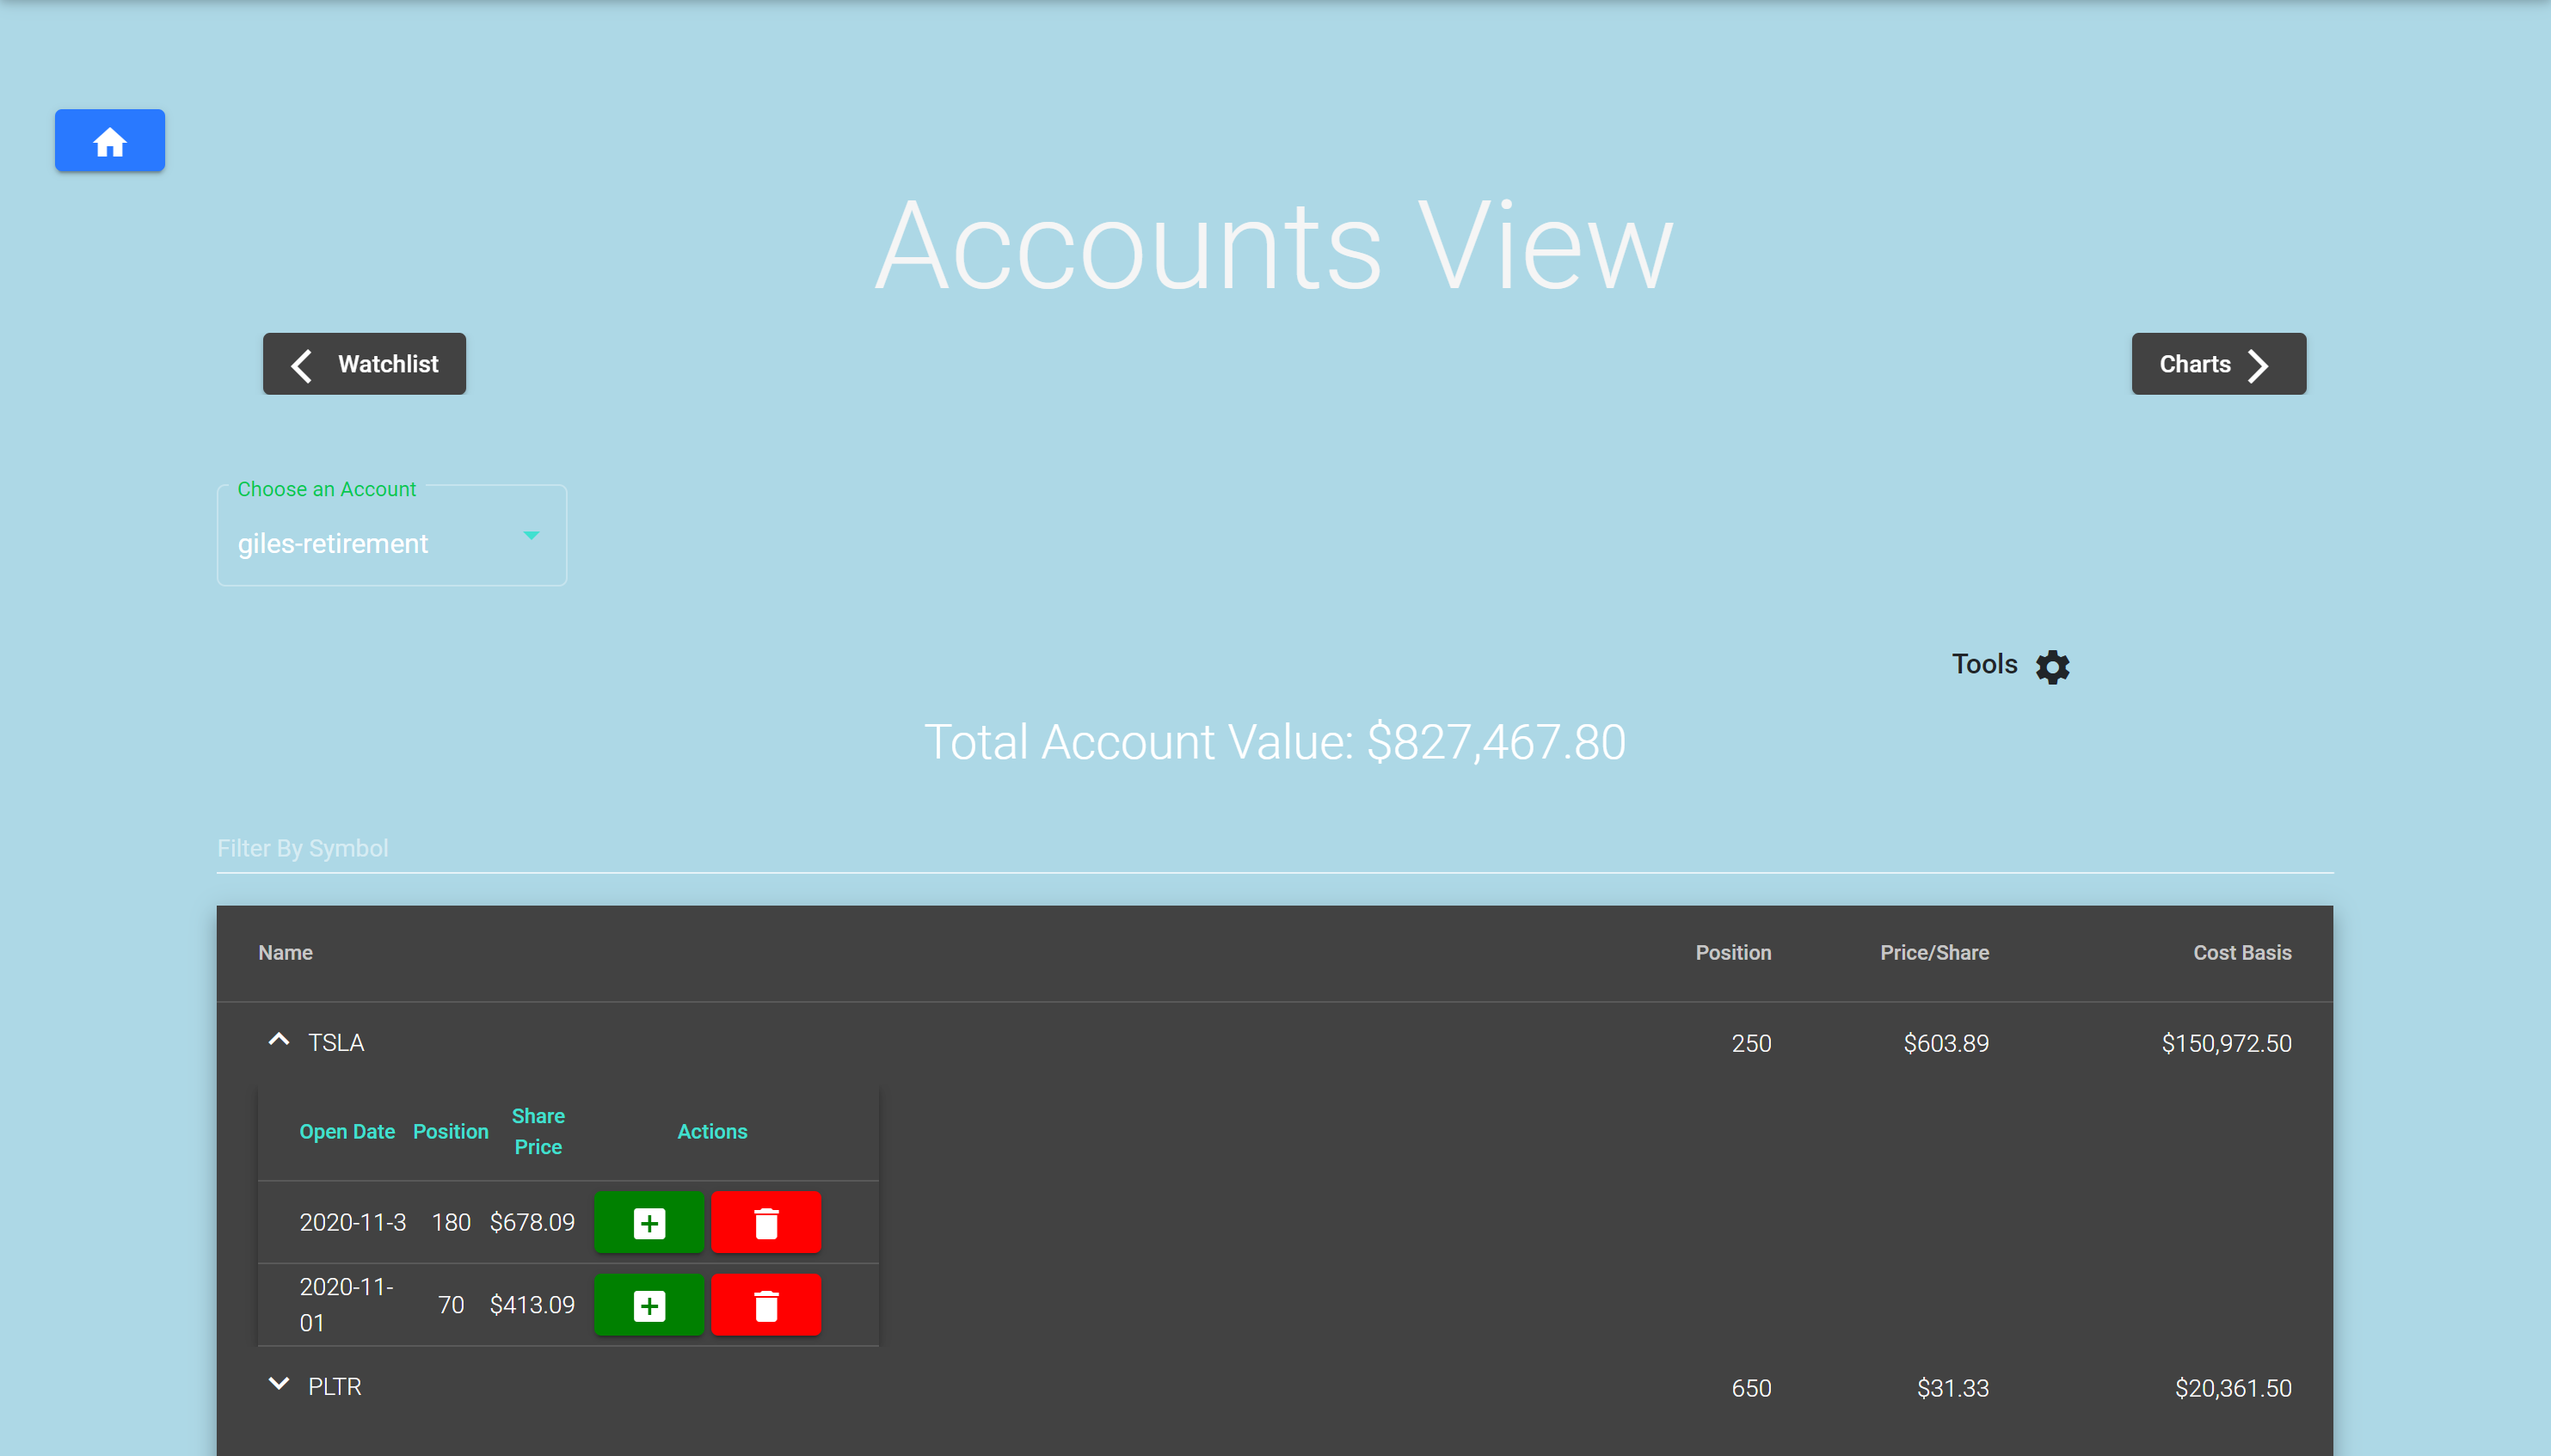 Accounts View
Watchlist
Charts
Choose an Account
giles-retirement
Tools
Total Account Value: $827,467.80
Filter By Symbol
Name Position Price/Share Cost Basis
TSLA 250 $603.89 $150,972.50
Open Date Position Share Price Actions
2020-11-3 180 $678.09
2020-11-01 70 $413.09
PLTR 650 $31.33 $20,361.50